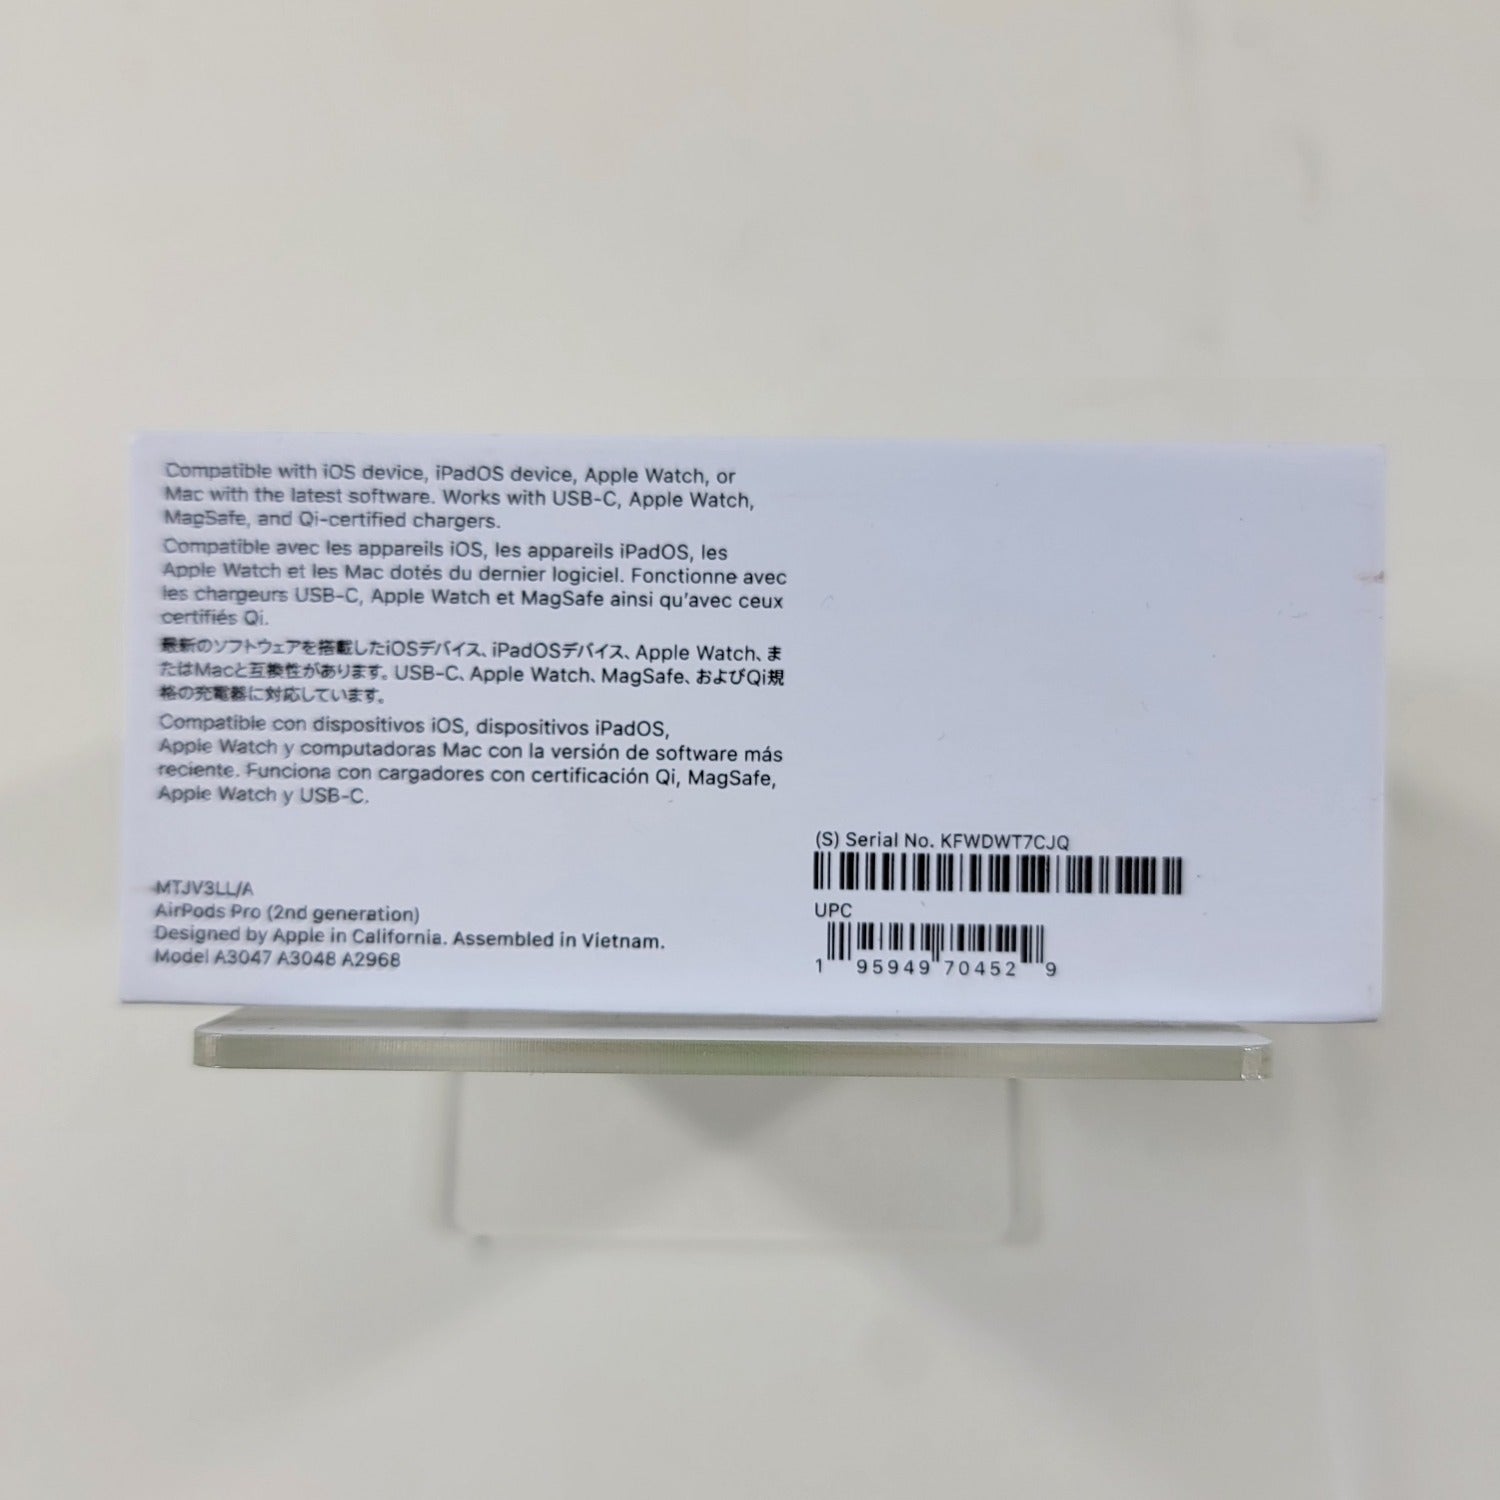 Compatible with iOS device, iPadOS device, Apple Watch, or
Mac with the latest software. Works with USB-C, Apple Watch,
MagSafe, and Qi-certified chargers.
Compatible avec les appareils iOS, les appareils iPadOS, les
Apple Watch et les Mac dotés du dernier logiciel. Fonctionne avec
les chargeurs USB-C, Apple Watch et MagSafe ainsi qu'avec ceux
certifiés Qi.
最新のソフトウェアを搭載したiOSデバイス、iPadOSデバイス、Apple Watch、ま
たはMacと互換性があります。USB-C、Apple Watch、MagSafe、およびQi規
格の充電器に対応しています。
Compatible con dispositivos iOS, dispositivos iPadOS,
Apple Watch y computadoras Mac con la versión de software más
reciente. Funciona con cargadores con certificación Qi, MagSafe,
Apple Watch y USB-C.
MTJV3LL/A
AirPods Pro (2nd generation)
Designed by Apple in California. Assembled in Vietnam.
Model A3047 A3048 A2968
(S) Serial No. KFWDWT7CJQ
UPC
1 95949 70452 9